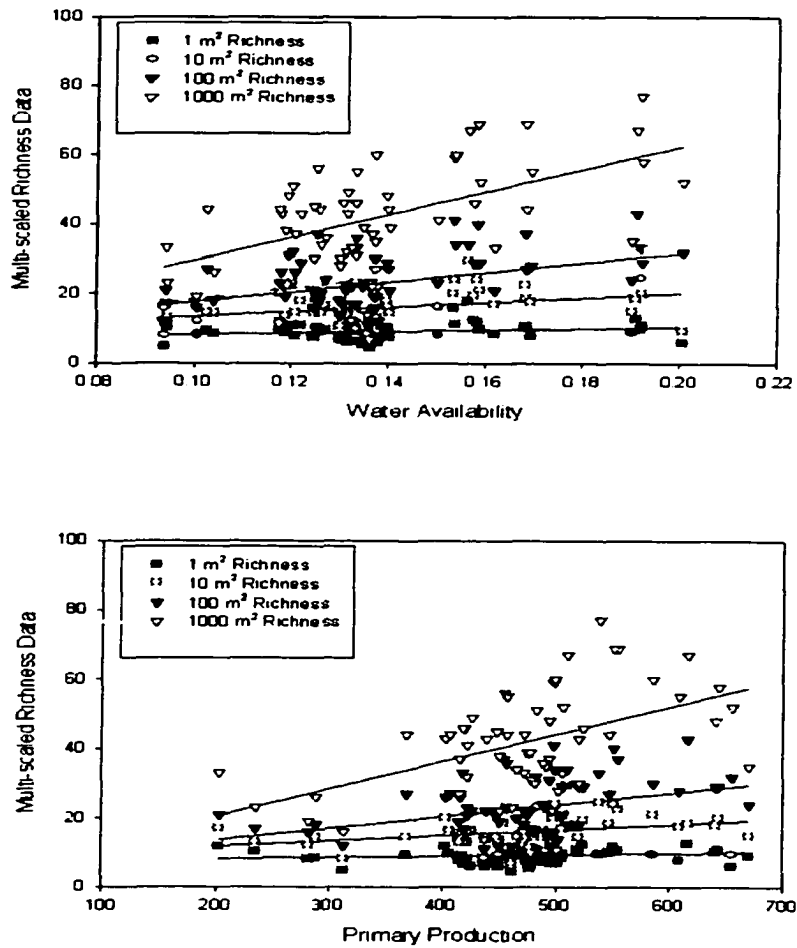 100
80
60
40
20
0
Multi-scaled Richness Data
1 m² Richness
10 m² Richness
100 m² Richness
1000 m² Richness
0.08 0.10 0.12 0.14 0.16 0.18 0.20 0.22
Water Availability
100
80
60
40
20
0
Multi-scaled Richness Data
1 m² Richness
10 m² Richness
100 m² Richness
1000 m² Richness
100 200 300 400 500 600 700
Primary Production